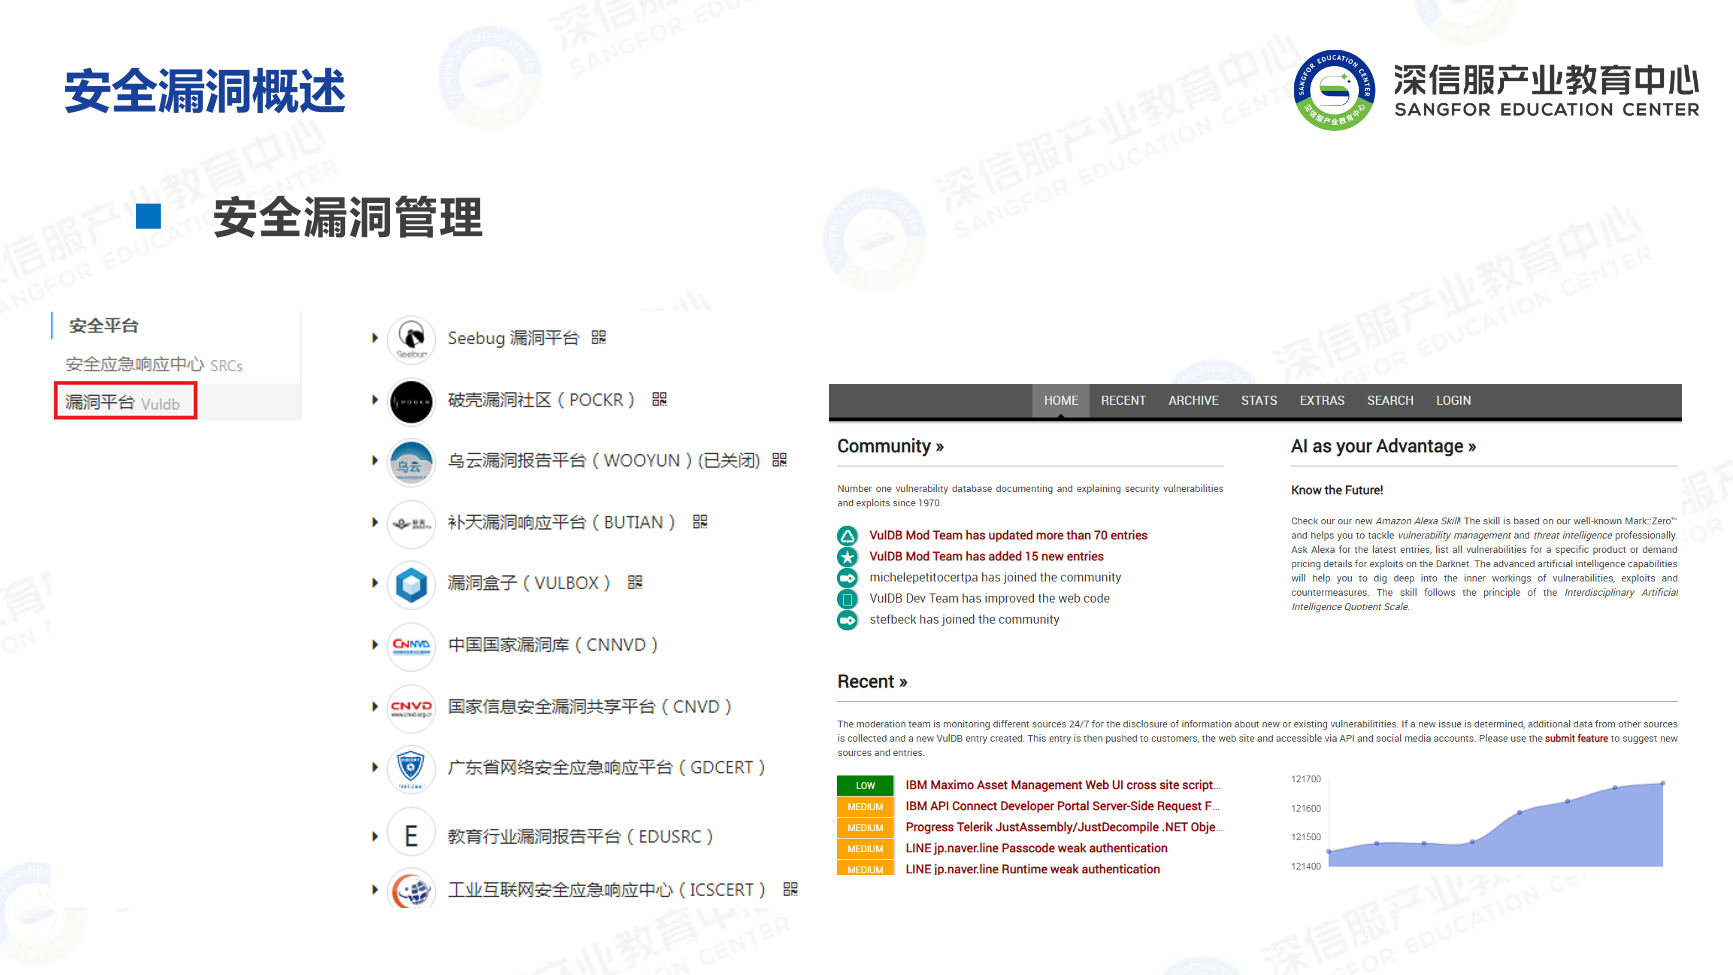 安全漏洞概述
深信服产业教育中心
SANGFOR EDUCATION CENTER
安全漏洞管理
安全平台
安全应急响应中心 SRCs
漏洞平台 Vuldb
Seebug 漏洞平台
破壳漏洞社区（POCKR）
乌云漏洞报告平台（WOOYUN）(已关闭)
补天漏洞响应平台（BUTIAN）
漏洞盒子（VULBOX）
中国国家漏洞库（CNNVD）
国家信息安全漏洞共享平台（CNVD）
广东省网络安全应急响应平台（GDCERT）
教育行业漏洞报告平台（EDUSRC）
工业互联网安全应急响应中心（ICSCERT）
HOME RECENT ARCHIVE STATS EXTRAS SEARCH LOGIN
Community »
Number one vulnerability database documenting and explaining security vulnerabilities
and exploits since 1970.
VulDB Mod Team has updated more than 70 entries
VulDB Mod Team has added 15 new entries
michelepetitocertpa has joined the community
VulDB Dev Team has improved the web code
stefbeck has joined the community
AI as your Advantage »
Know the Future!
Check our our new Amazon Alexa Skill! The skill is based on our well-known Mark::Zero™
and helps you to tackle vulnerability management and threat intelligence professionally.
Ask Alexa for the latest entries, list all vulnerabilities for a specific product or demand
pricing details for exploits on the Darknet. The advanced artificial intelligence capabilities
will help you to dig deep into the inner workings of vulnerabilities, exploits and
countermeasures. The skill follows the principle of the Interdisciplinary Artificial
Intelligence Quotient Scale.
Recent »
The moderation team is monitoring different sources 24/7 for the disclosure of information about new or existing vulnerabilitities. If a new issue is determined, additional data from other sources
is collected and a new VulDB entry created. This entry is then pushed to customers, the web site and accessible via API and social media accounts. Please use the submit feature to suggest new
sources and entries.
LOW IBM Maximo Asset Management Web UI cross site script...
MEDIUM IBM API Connect Developer Portal Server-Side Request F...
MEDIUM Progress Telerik JustAssembly/JustDecompile .NET Obje...
MEDIUM LINE jp.naver.line Passcode weak authentication
MEDIUM LINE jp.naver.line Runtime weak authentication
121700
121600
121500
121400